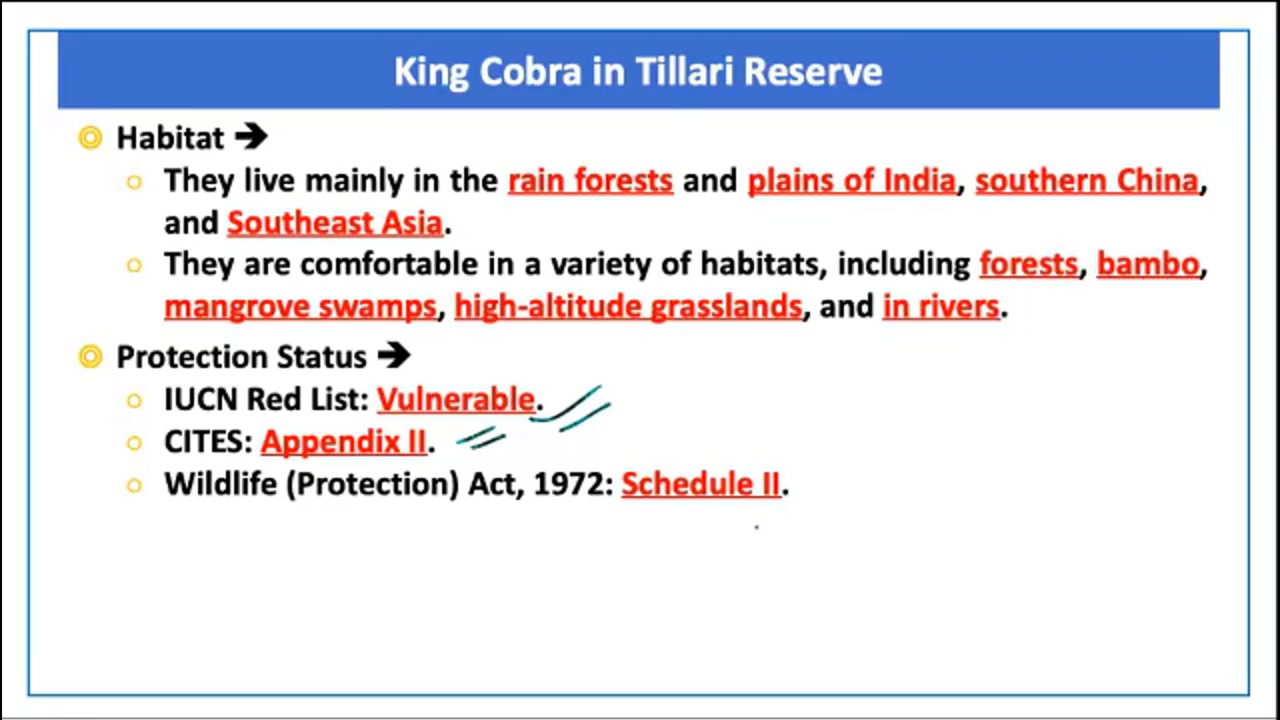 King Cobra in Tillari Reserve
Habitat ➔
They live mainly in the rain forests and plains of India, southern China,
and Southeast Asia.
They are comfortable in a variety of habitats, including forests, bambo,
mangrove swamps, high-altitude grasslands, and in rivers.
Protection Status ➔
IUCN Red List: Vulnerable.
CITES: Appendix II.
Wildlife (Protection) Act, 1972: Schedule II.